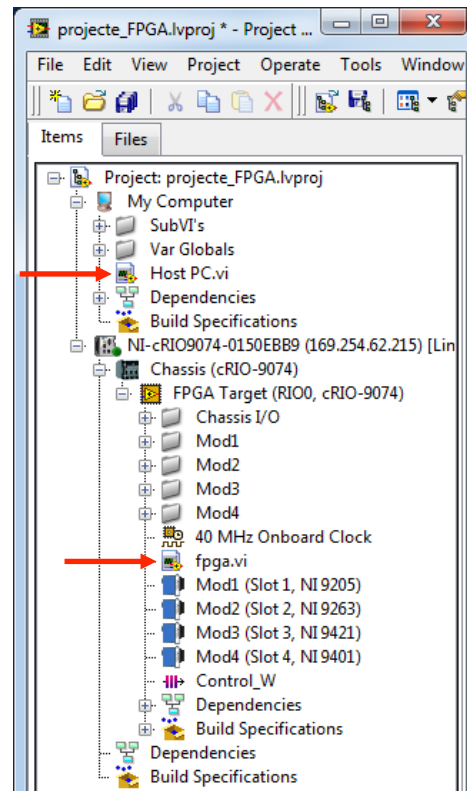 projecte_FPGA.lvproj * - Project ...
File Edit View Project Operate Tools Window
Items Files
Project: projecte_FPGA.lvproj
My Computer
SubVI's
Var Globals
Host PC.vi
Dependencies
Build Specifications
NI-cRIO9074-0150EBB9 (169.254.62.215) [Lin
Chassis (cRIO-9074)
FPGA Target (RIO0, cRIO-9074)
Chassis I/O
Mod1
Mod2
Mod3
Mod4
40 MHz Onboard Clock
fpga.vi
Mod1 (Slot 1, NI 9205)
Mod2 (Slot 2, NI 9263)
Mod3 (Slot 3, NI 9421)
Mod4 (Slot 4, NI 9401)
Control_W
Dependencies
Build Specifications
Dependencies
Build Specifications